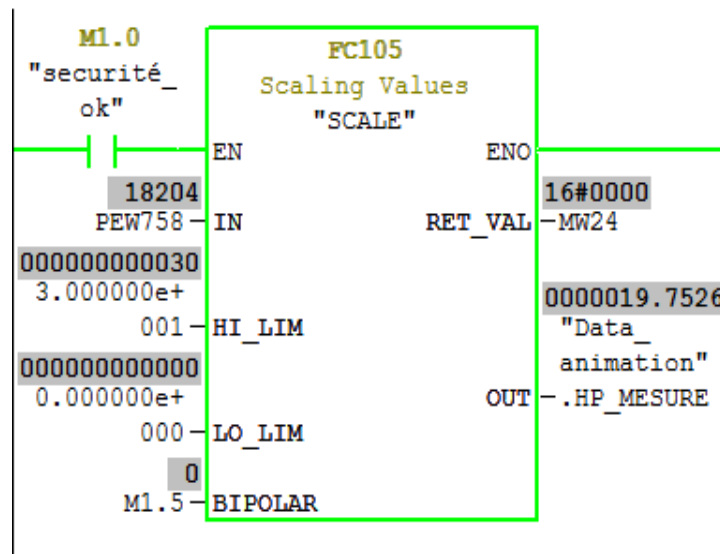 M1.0
"securité_
ok"
FC105
Scaling Values
"SCALE"
EN
ENO
18204
PEW758
IN
RET_VAL
16#0000
MW24
000000000030
3.000000e+
001
HI_LIM
0000019.7526
"Data_
animation"
.HP_MESURE
OUT
000000000000
0.000000e+
000
LO_LIM
0
M1.5
BIPOLAR